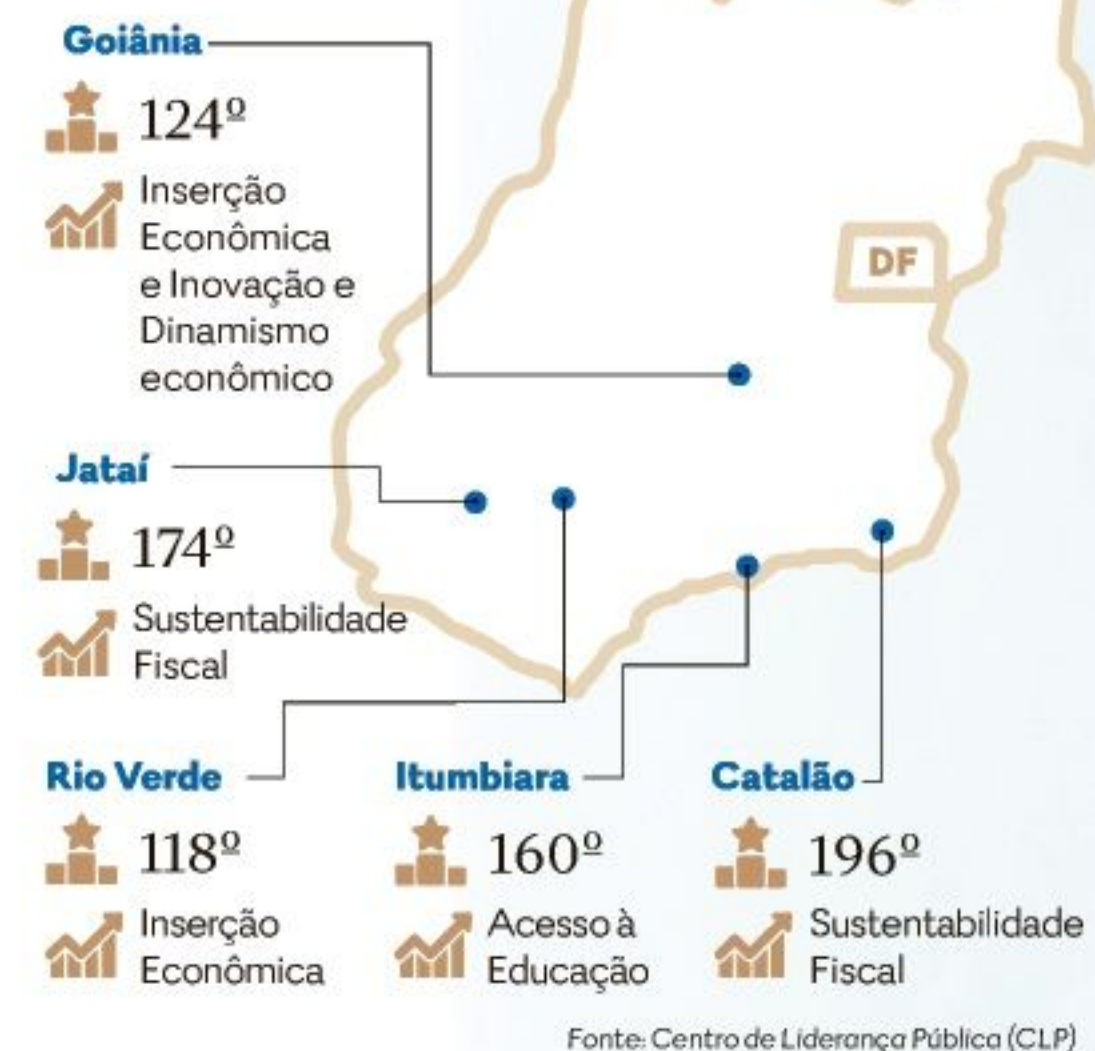 Goiânia
124º
Inserção
Econômica
e Inovação e
Dinamismo
econômico
DF
Jataí
174º
Sustentabilidade
Fiscal
Rio Verde
118º
Inserção
Econômica
Itumbiara
160º
Acesso à
Educação
Catalão
196º
Sustentabilidade
Fiscal
Fonte: Centro de Liderança Pública (CLP)